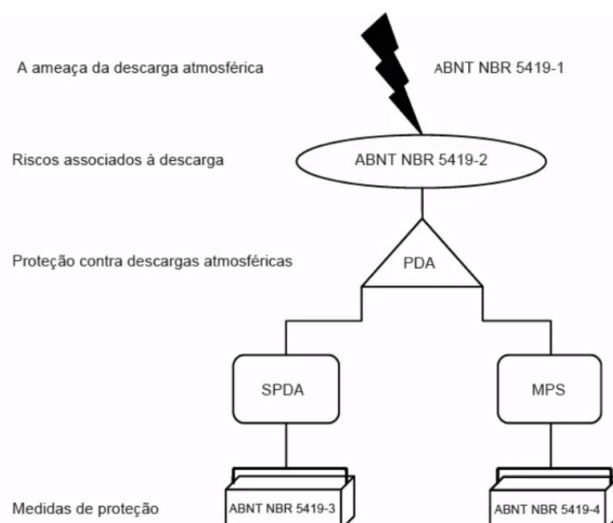 A ameaça da descarga atmosférica
ABNT NBR 5419-1
Riscos associados à descarga
ABNT NBR 5419-2
Proteção contra descargas atmosféricas
PDA
SPDA
MPS
Medidas de proteção
ABNT NBR 5419-3
ABNT NBR 5419-4